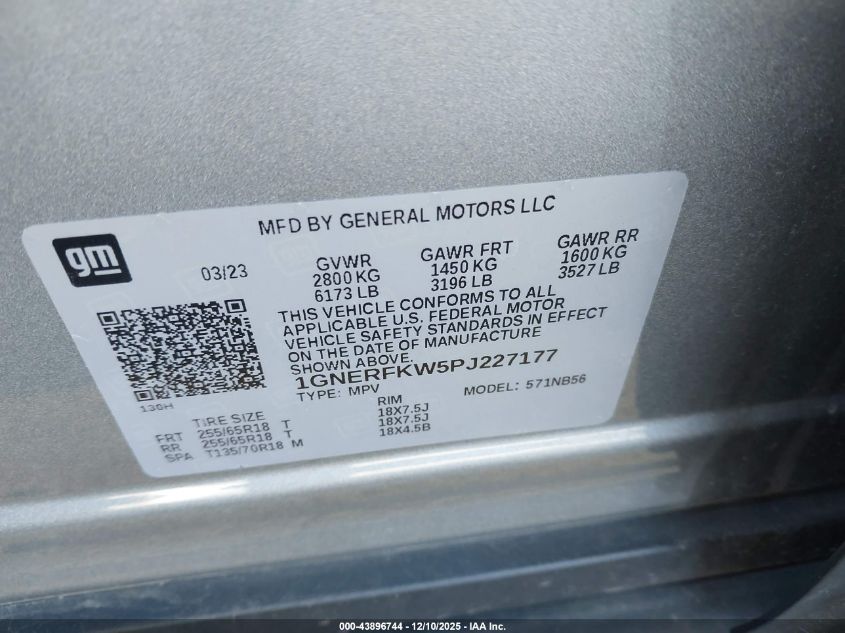 MFD BY GENERAL MOTORS LLC
gm
03/23
GVWR GAWR FRT GAWR RR
2800 KG 1450 KG 1600 KG
6173 LB 3196 LB 3527 LB
THIS VEHICLE CONFORMS TO ALL
APPLICABLE U.S. FEDERAL MOTOR
VEHICLE SAFETY STANDARDS IN EFFECT
ON THE DATE OF MANUFACTURE
SHOWN ABOVE.
1GNERFKW5PJ227177
TYPE: MPV MODEL: 571NB56
130H
TIRE SIZE RIM
FRT 255/65R18 T 18X7.5J
RR 255/65R18 T 18X7.5J
SPA T135/70R18 M 18X4.5B
000-43896744 - 12/10/2025 - IAA Inc.